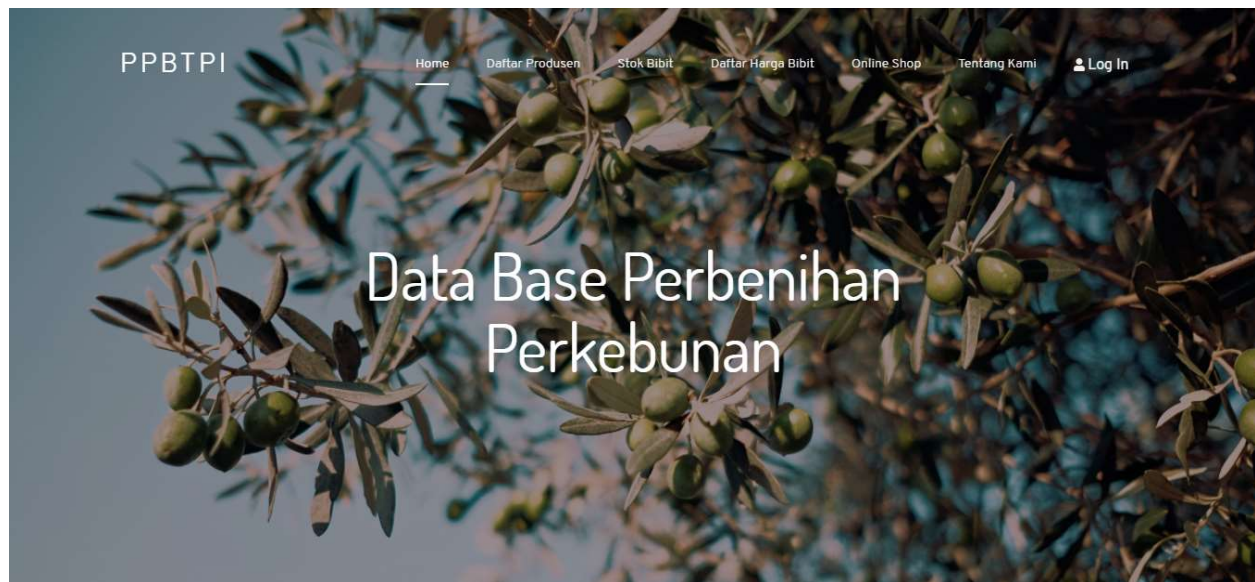 PPBTPI
Home Daftar Produsen Stok Bibit Daftar Harga Bibit Online Shop Tentang Kami Log In
Data Base Perbenihan
Perkebunan